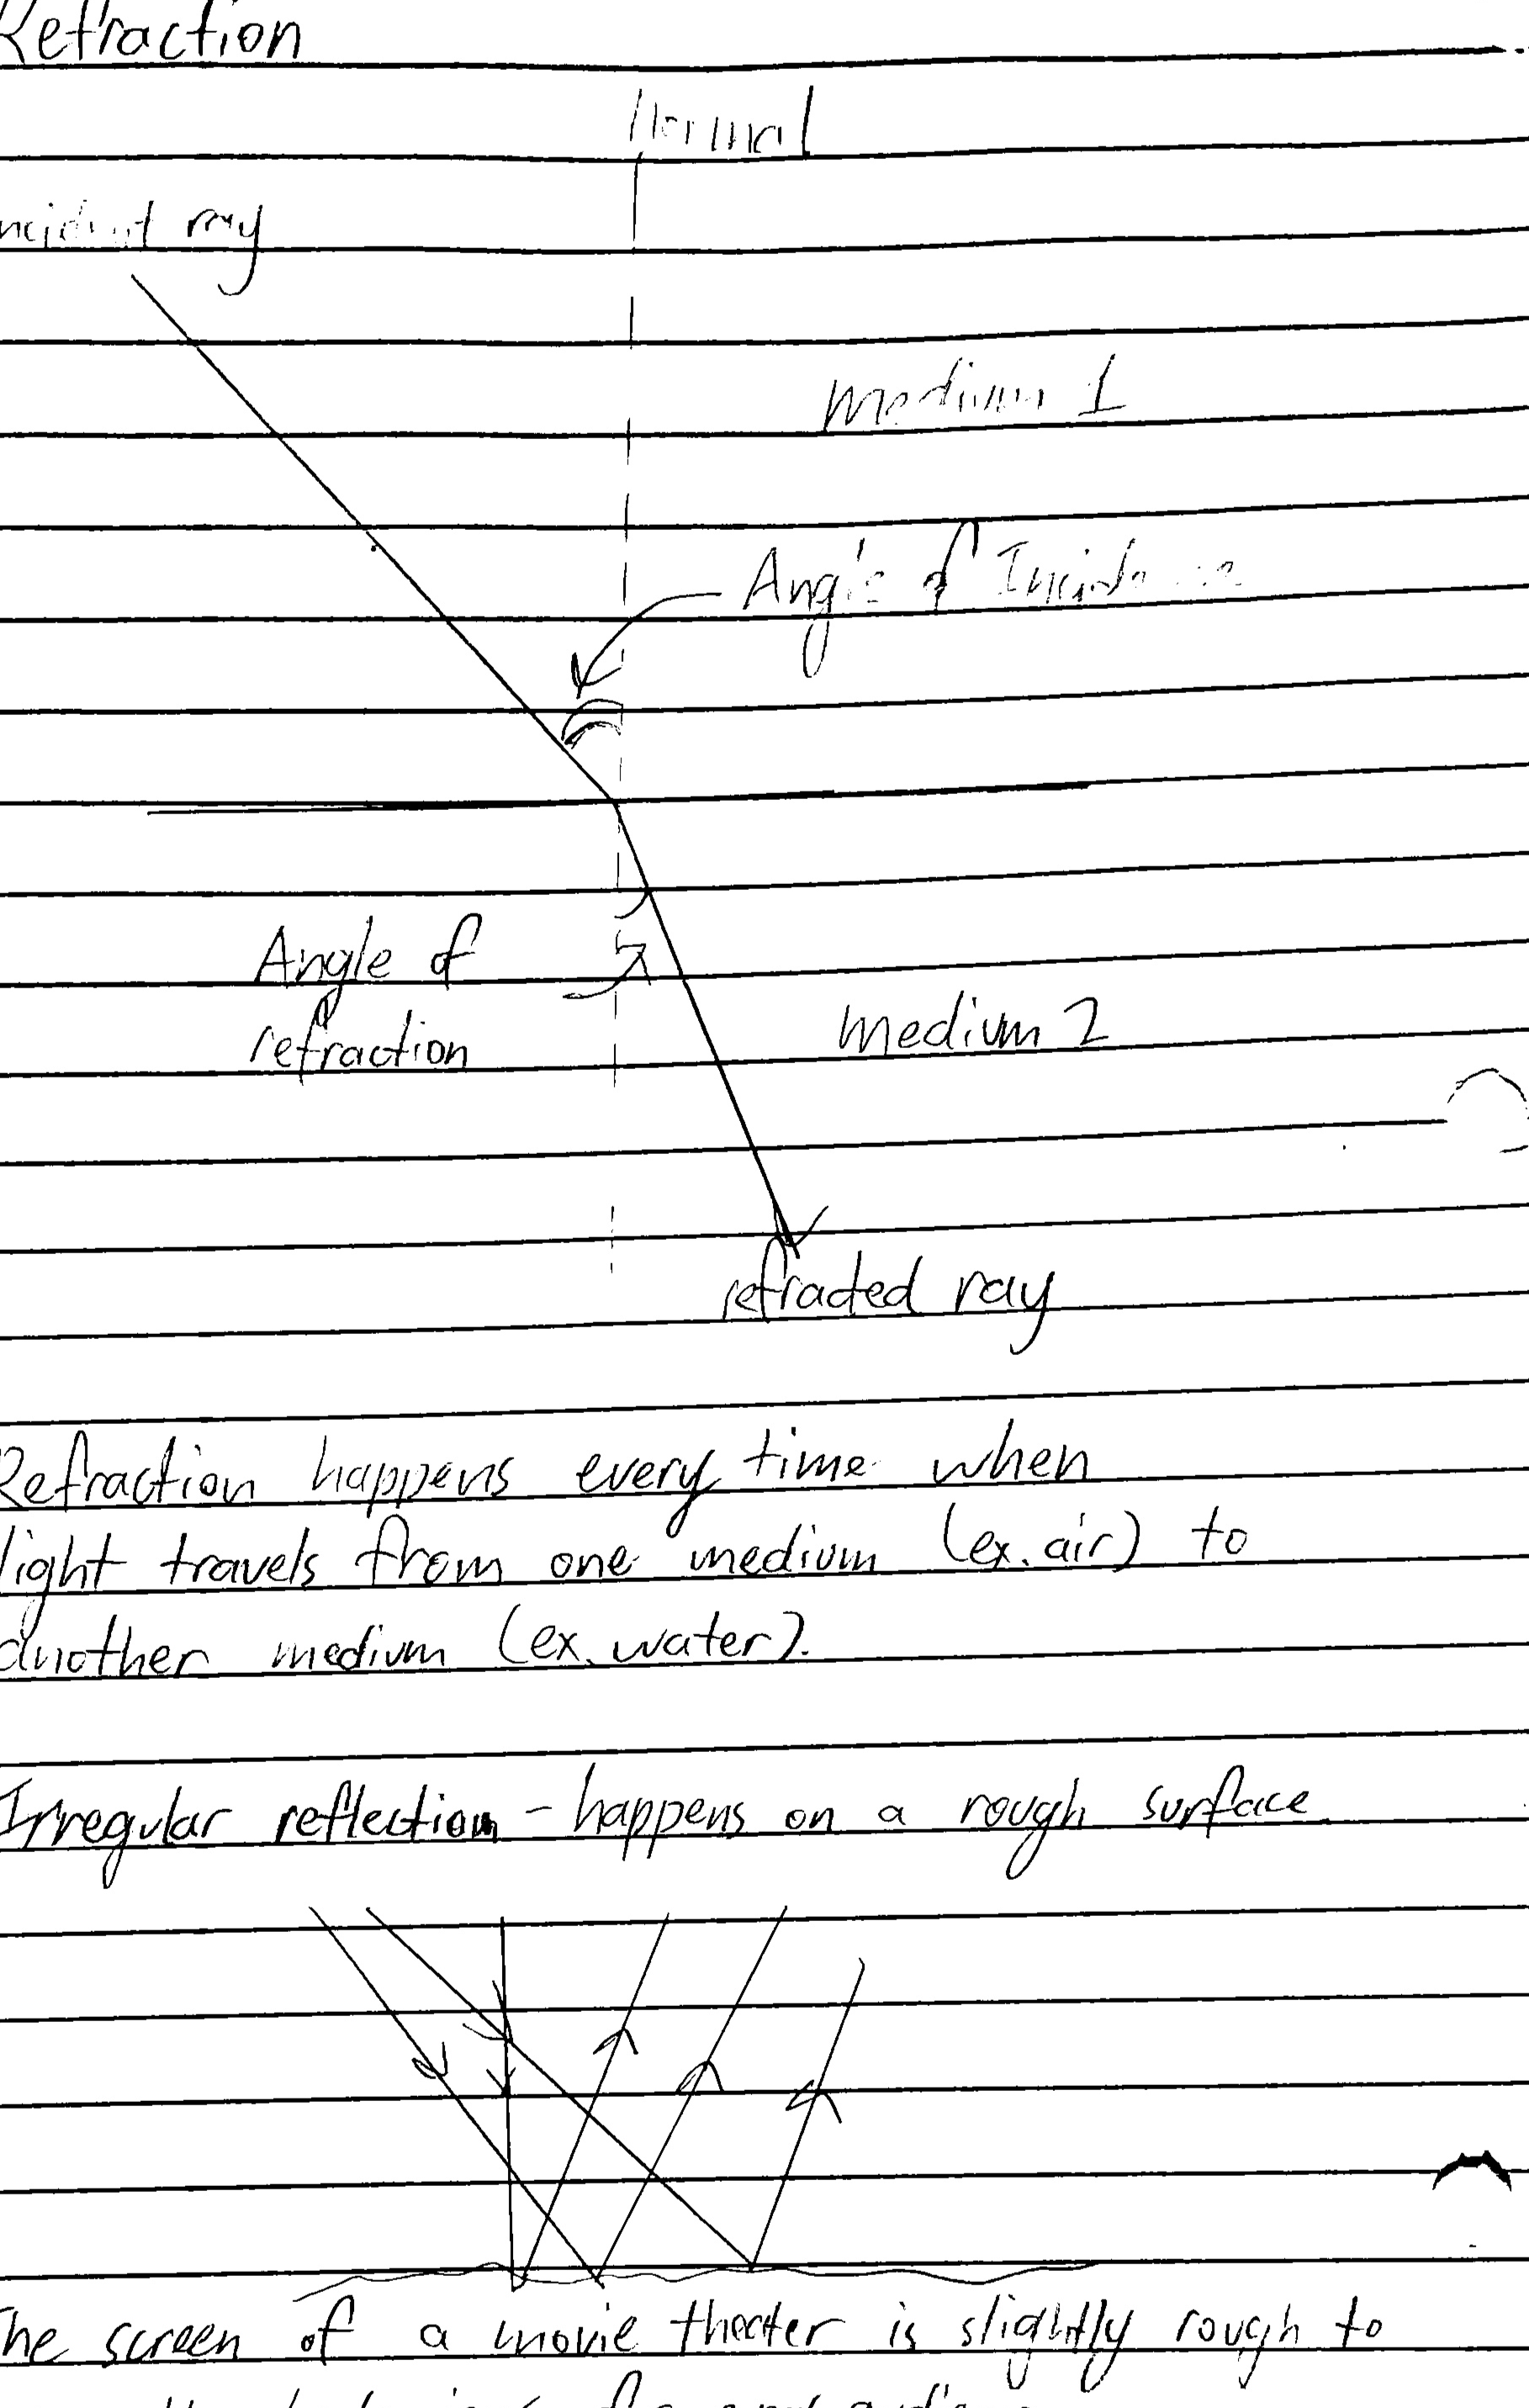 Refraction
Normal
Incident ray
medium 1
Angle of Incidence
Angle of
refraction
medium 2
refracted ray
Refraction happens every time when
light travels from one medium (ex. air) to
another medium (ex. water).
Irregular reflection - happens on a rough surface
The screen of a movie theater is slightly rough to